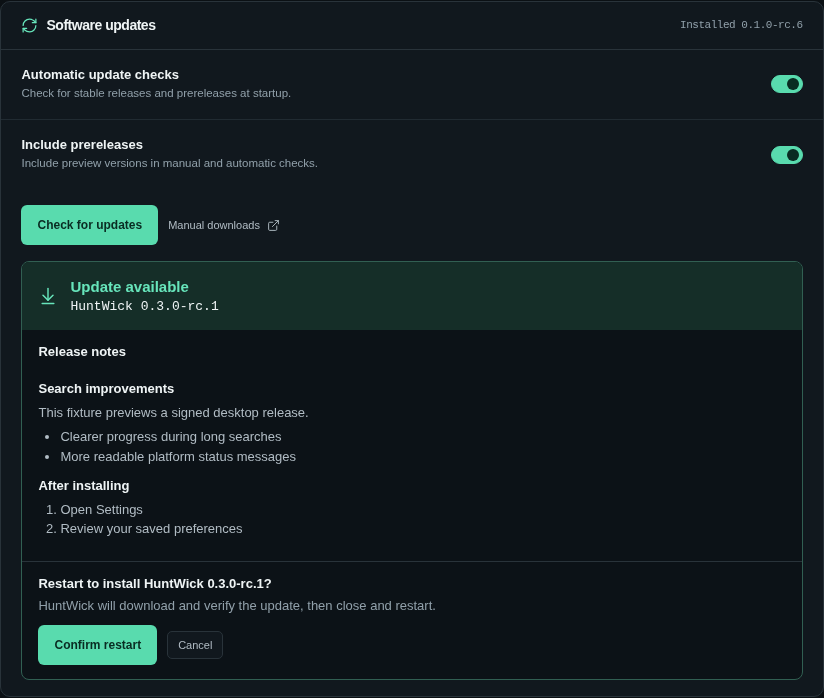 Software updates
Installed 0.1.0-rc.6
Automatic update checks
Check for stable releases and prereleases at startup.
Include prereleases
Include preview versions in manual and automatic checks.
Check for updates
Manual downloads
Update available
HuntWick 0.3.0-rc.1
Release notes
Search improvements
This fixture previews a signed desktop release.
• Clearer progress during long searches
• More readable platform status messages
After installing
1. Open Settings
2. Review your saved preferences
Restart to install HuntWick 0.3.0-rc.1?
HuntWick will download and verify the update, then close and restart.
Confirm restart
Cancel